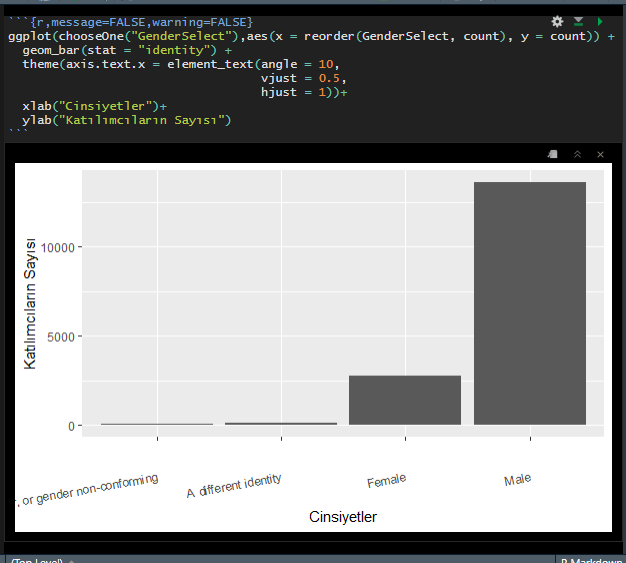 ```{r,message=FALSE,warning=FALSE}
ggplot(chooseOne("GenderSelect"),aes(x = reorder(GenderSelect, count), y = count)) +
  geom_bar(stat = "identity") +
  theme(axis.text.x = element_text(angle = 10,
                                   vjust = 0.5,
                                   hjust = 1))+
  xlab("Cinsiyetler")+
  ylab("Katılımcıların Sayısı")
```
Katılımcıların Sayısı
10000
5000
0
, or gender non-conforming
A different identity
Female
Male
Cinsiyetler
(Top Level)
R Markdown